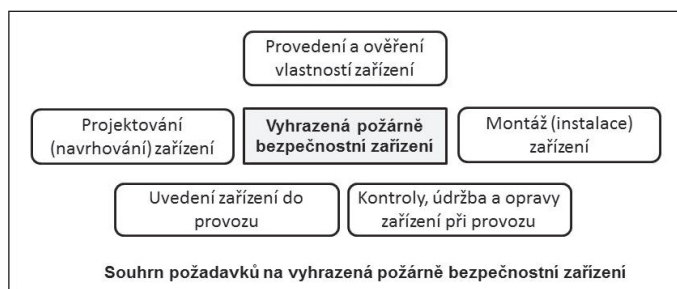 Provedení a ověření
vlastností zařízení
Projektování
(navrhování) zařízení
Vyhrazená požárně
bezpečnostní zařízení
Montáž (instalace)
zařízení
Uvedení zařízení do
provozu
Kontroly, údržba a opravy
zařízení při provozu
Souhrn požadavků na vyhrazená požárně bezpečnostní zařízení